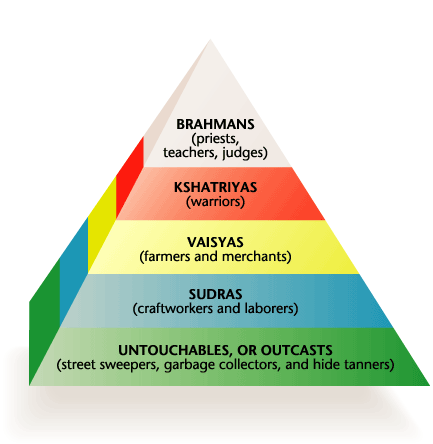 BRAHMANS
(priests,
teachers, judges)
KSHATRIYAS
(warriors)
VAISYAS
(farmers and merchants)
SUDRAS
(craftworkers and laborers)
UNTOUCHABLES, OR OUTCASTS
(street sweepers, garbage collectors, and hide tanners)